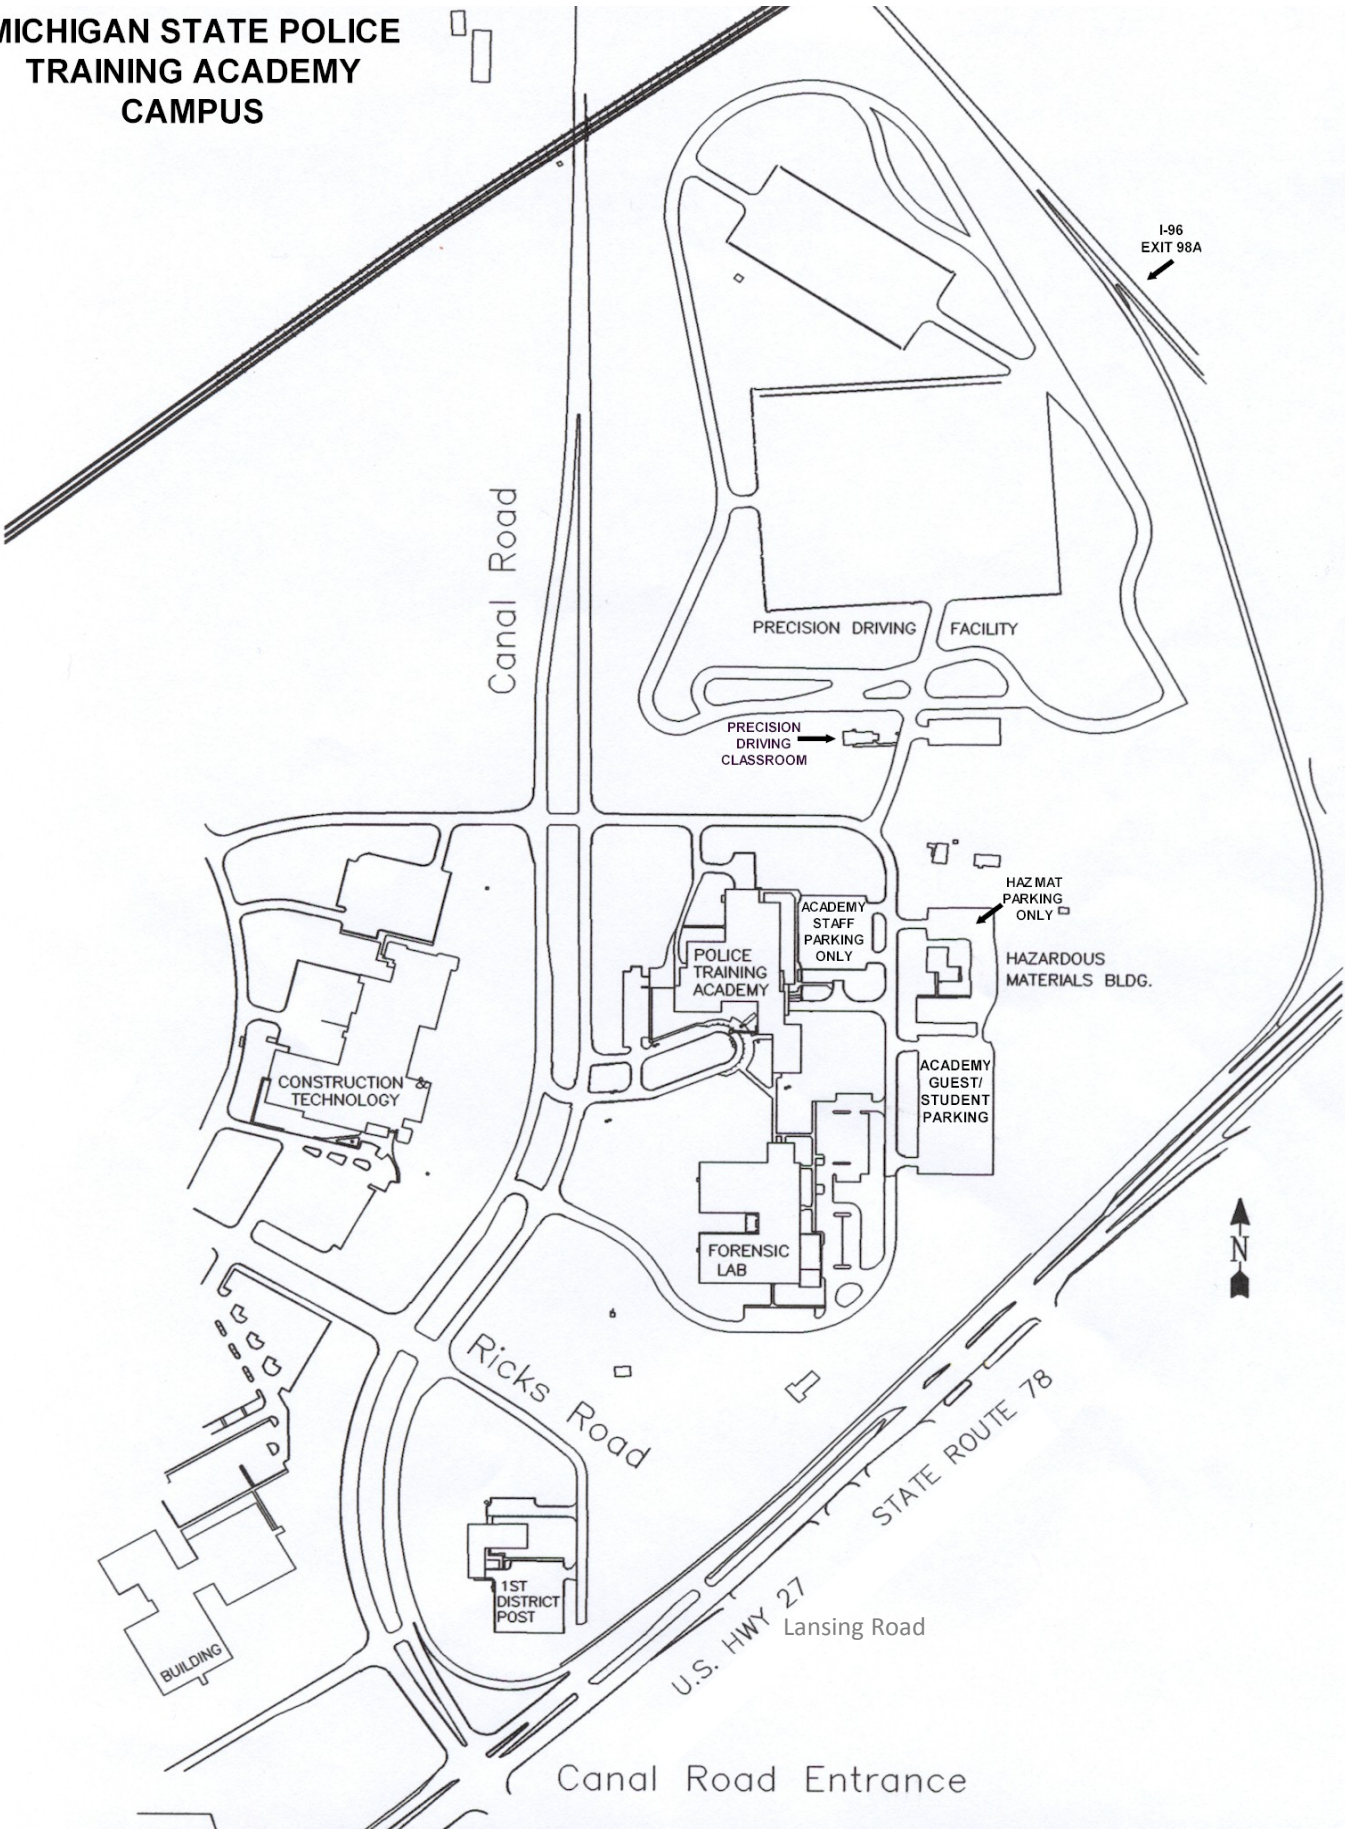 MICHIGAN STATE POLICE
TRAINING ACADEMY
CAMPUS
I-96
EXIT 98A
Canal Road
PRECISION DRIVING FACILITY
PRECISION
DRIVING
CLASSROOM
HAZ MAT
PARKING
ONLY
ACADEMY
STAFF
PARKING
ONLY
POLICE
TRAINING
ACADEMY
HAZARDOUS
MATERIALS BLDG.
ACADEMY
GUEST/
STUDENT
PARKING
CONSTRUCTION &
TECHNOLOGY
N
FORENSIC
LAB
Ricks Road
STATE ROUTE 78
1ST
DISTRICT
POST
U.S. HWY 27
Lansing Road
BUILDING
Canal Road Entrance